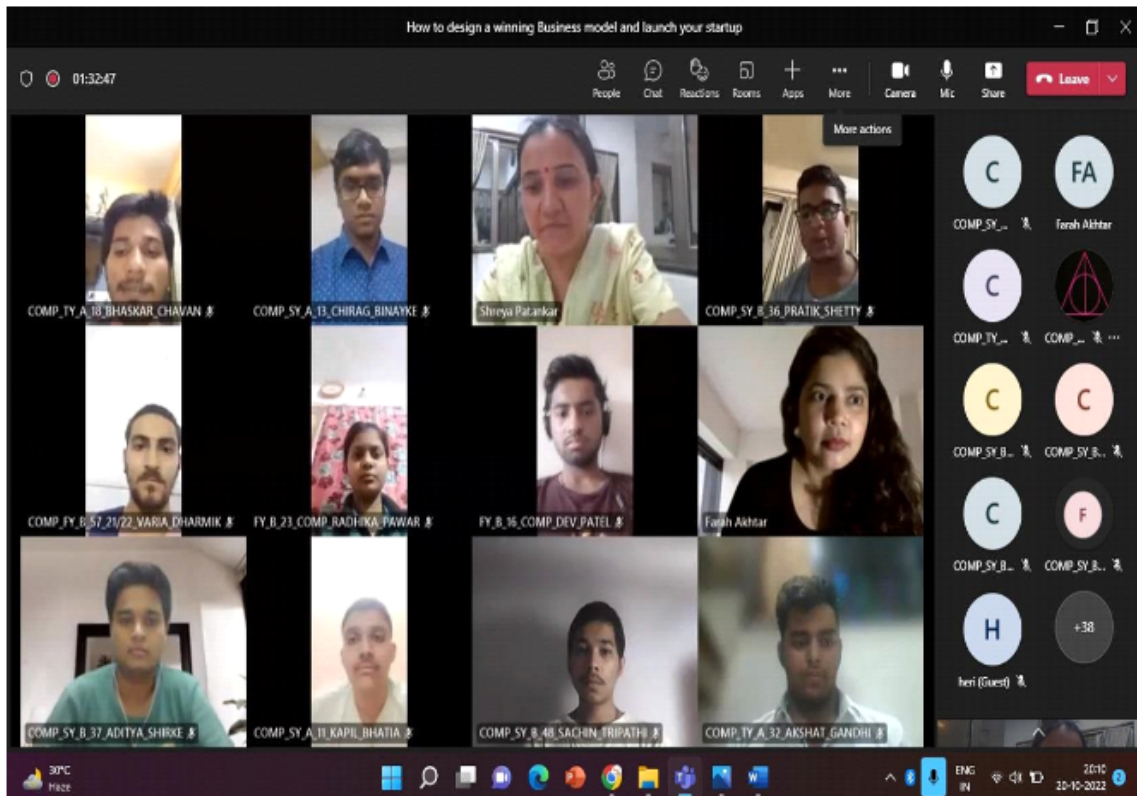 How to design a winning Business model and launch your startup
01:32:47
People Chat Reactions Rooms Apps More Camera Mic Share Leave
More actions
COMP_TY_A_18_BHASKAR_CHAVAN
COMP_SY_A_13_CHIRAG_BINAYKE
Shreya Patankar
COMP_SY_B_36_PRATIK_SHETTY
COMP_FY_B_57_21/22_VARIA_DHARMIK
FY_B_23_COMP_RADHIKA_PAWAR
FY_B_16_COMP_DEV_PATEL
Farah Akhtar
COMP_SY_B_37_ADITYA_SHIRKE
COMP_SY_A_11_KAPIL_BHATIA
COMP_SY_B_48_SACHIN_TRIPATHI
COMP_TY_A_32_AKSHAT_GANDHI
C FA
COMP_SY_... Farah Akhtar
C
COMP_TY_... COMP_... ...
C C
COMP_SY_B... COMP_SY_B...
C F
COMP_SY_B... COMP_SY_B...
H +38
heri (Guest)
30°C
Haze
ENG
IN
20:10
20-10-2022
2